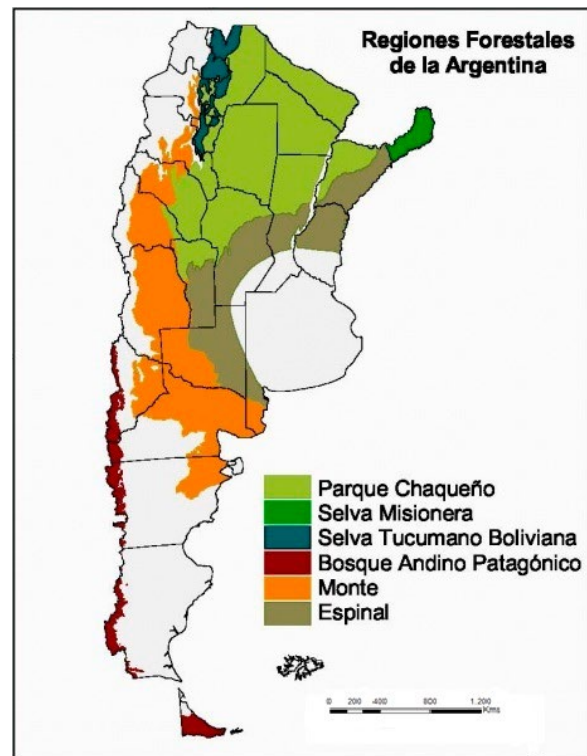 Regiones Forestales
de la Argentina
Parque Chaqueño
Selva Misionera
Selva Tucumano Boliviana
Bosque Andino Patagónico
Monte
Espinal
0 200 400 800 1.200
Kms